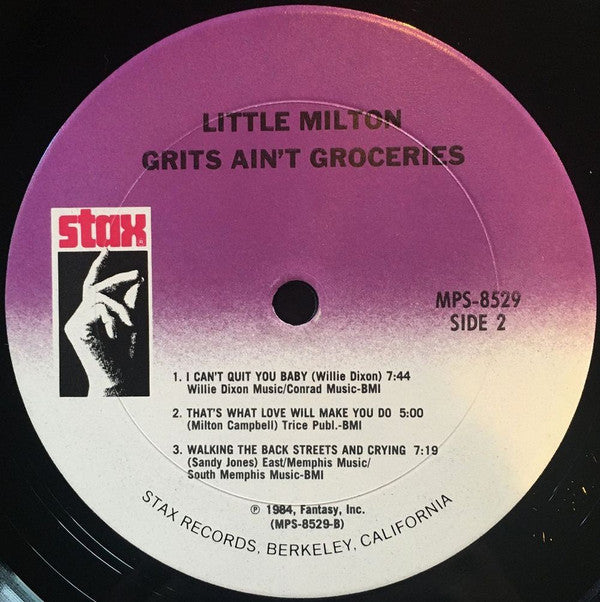 LITTLE MILTON
GRITS AIN'T GROCERIES
stax®
MPS-8529
SIDE 2
1. I CAN'T QUIT YOU BABY (Willie Dixon) 7:44
Willie Dixon Music/Conrad Music-BMI
2. THAT'S WHAT LOVE WILL MAKE YOU DO 5:00
(Milton Campbell) Trice Publ.-BMI
3. WALKING THE BACK STREETS AND CRYING 7:19
(Sandy Jones) East/Memphis Music/
South Memphis Music-BMI
℗ 1984, Fantasy, Inc.
(MPS-8529-B)
STAX RECORDS, BERKELEY, CALIFORNIA